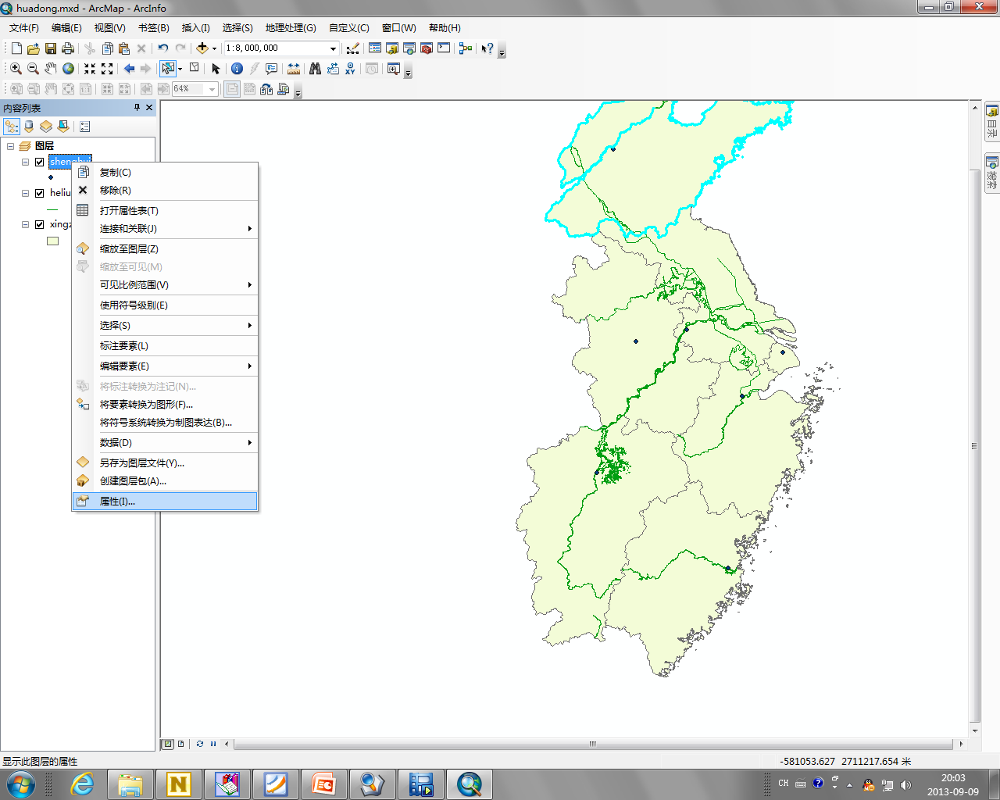 huadong.mxd - ArcMap - ArcInfo
文件(F) 编辑(E) 视图(V) 书签(B) 插入(I) 选择(S) 地理处理(G) 自定义(C) 窗口(W) 帮助(H)
1:8,000,000
64%
内容列表
图层
shenghui
heliu
xingz
复制(C)
移除(R)
打开属性表(T)
连接和关联(J)
缩放至图层(Z)
缩放至可见(M)
可见比例范围(V)
使用符号级别(E)
选择(S)
标注要素(L)
编辑要素(E)
将标注转换为注记(N)...
将要素转换为图形(F)...
将符号系统转换为制图表达(B)...
数据(D)
另存为图层文件(Y)...
创建图层包(A)...
属性(I)...
目录
搜索
显示此图层的属性
-581053.627 2711217.654 米
CH
20:03
2013-09-09